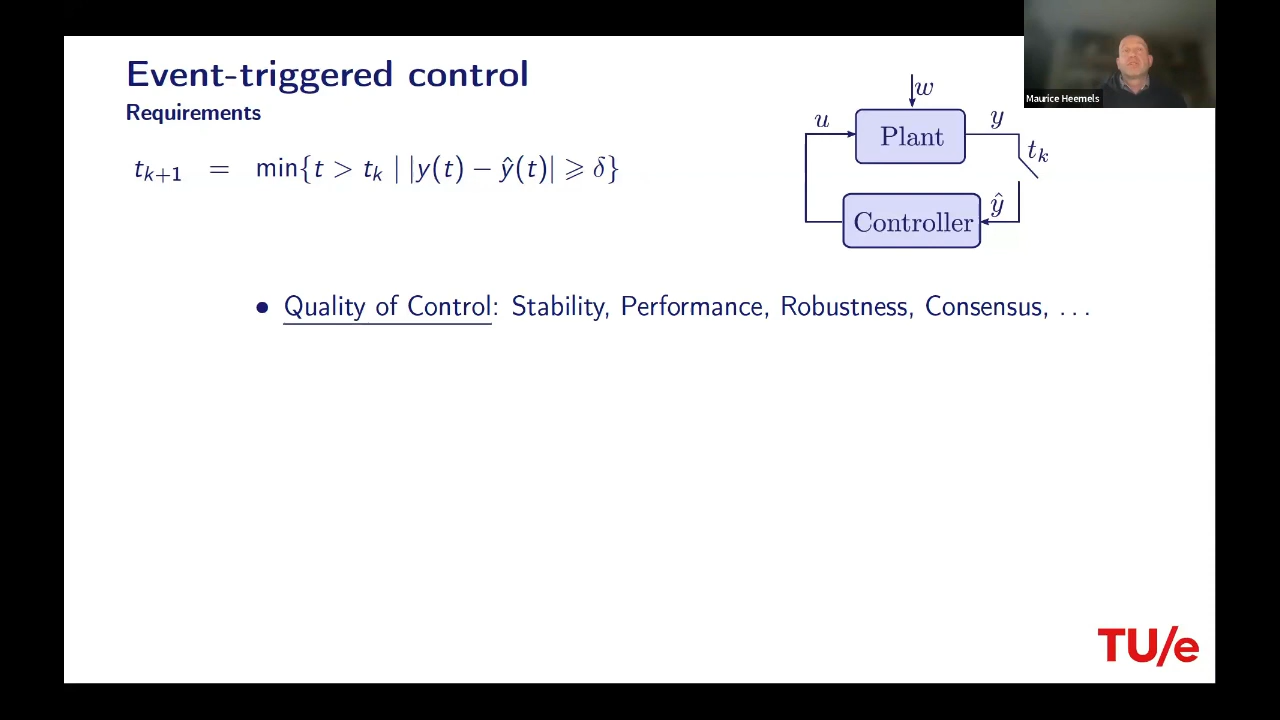 Event-triggered control
Requirements
t_{k+1} = min{t > t_k | |y(t) − ŷ(t)| ⩾ δ}
w
u
Plant
y
t_k
Controller
ŷ
Maurice Heemels
• Quality of Control: Stability, Performance, Robustness, Consensus, . . .
TU/e